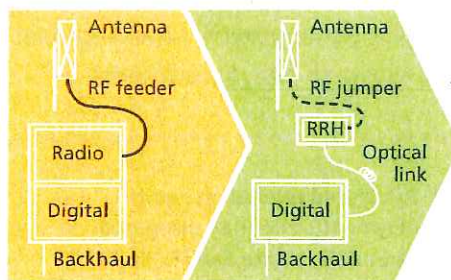 Antenna
RF feeder
Radio
Digital
Backhaul
Antenna
RF jumper
RRH
Optical
link
Digital
Backhaul